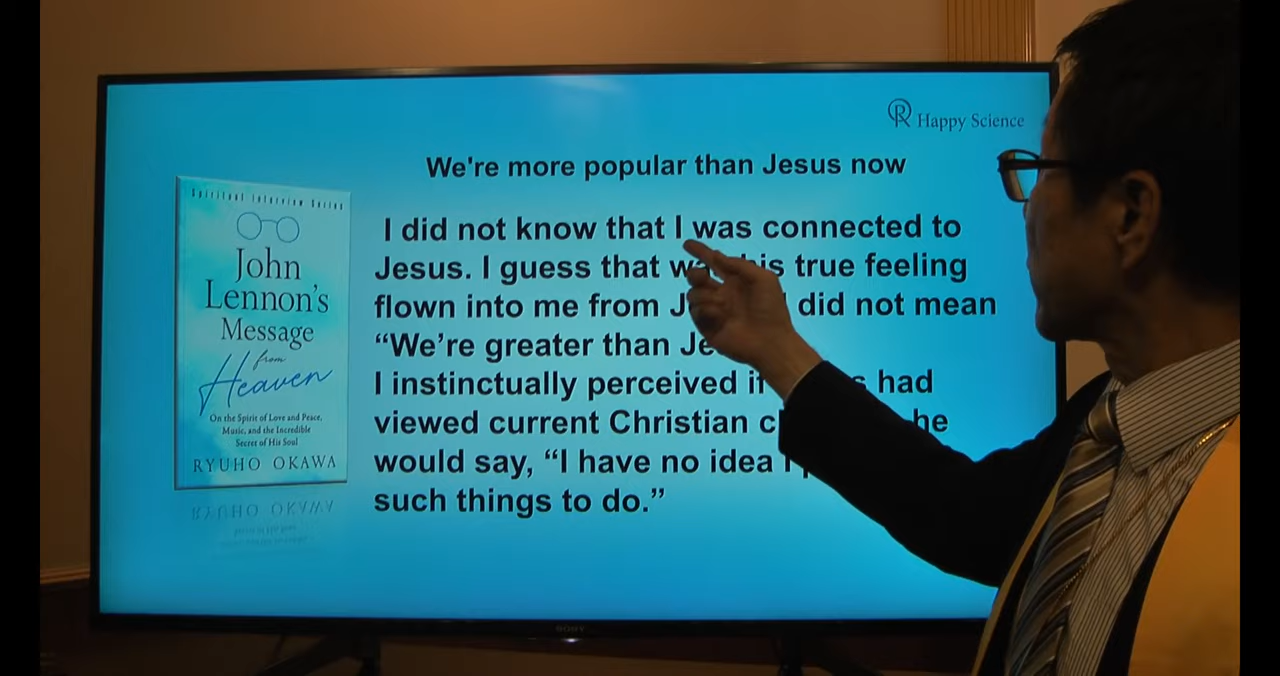 Happy Science
We're more popular than Jesus now
Spiritual Interview Series
John
Lennon's
Message
from
Heaven
On the Spirit of Love and Peace,
Music, and the Incredible
Secret of His Soul
RYUHO OKAWA
I did not know that I was connected to
Jesus. I guess that was his true feeling
flown into me from did not mean
“We’re greater than
I instinctually perceived had
viewed current Christian he
would say, “I have no idea I
such things to do.”
SONY